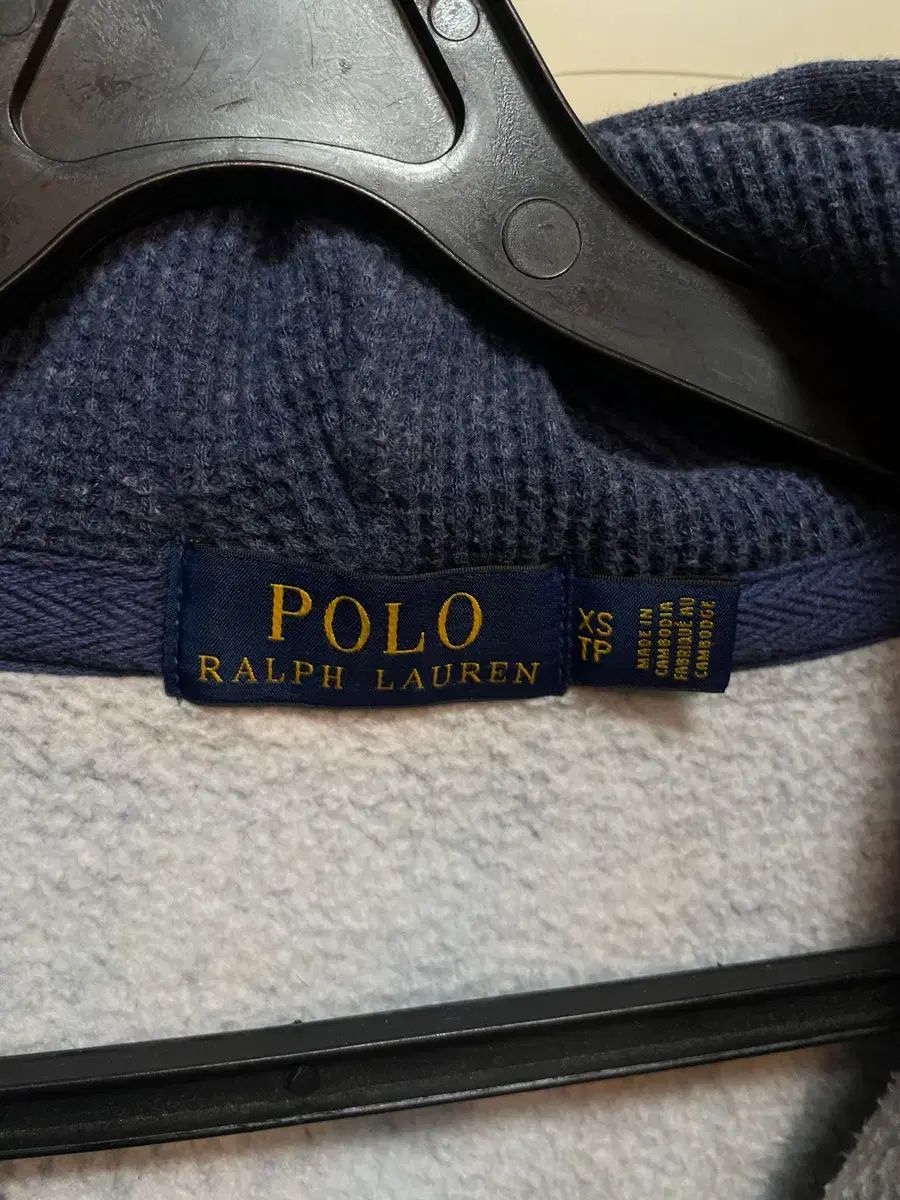 POLO
RALPH LAUREN
XS
TP
MADE IN
CAMBODIA
FABRIQUÉ AU
CAMBODGE